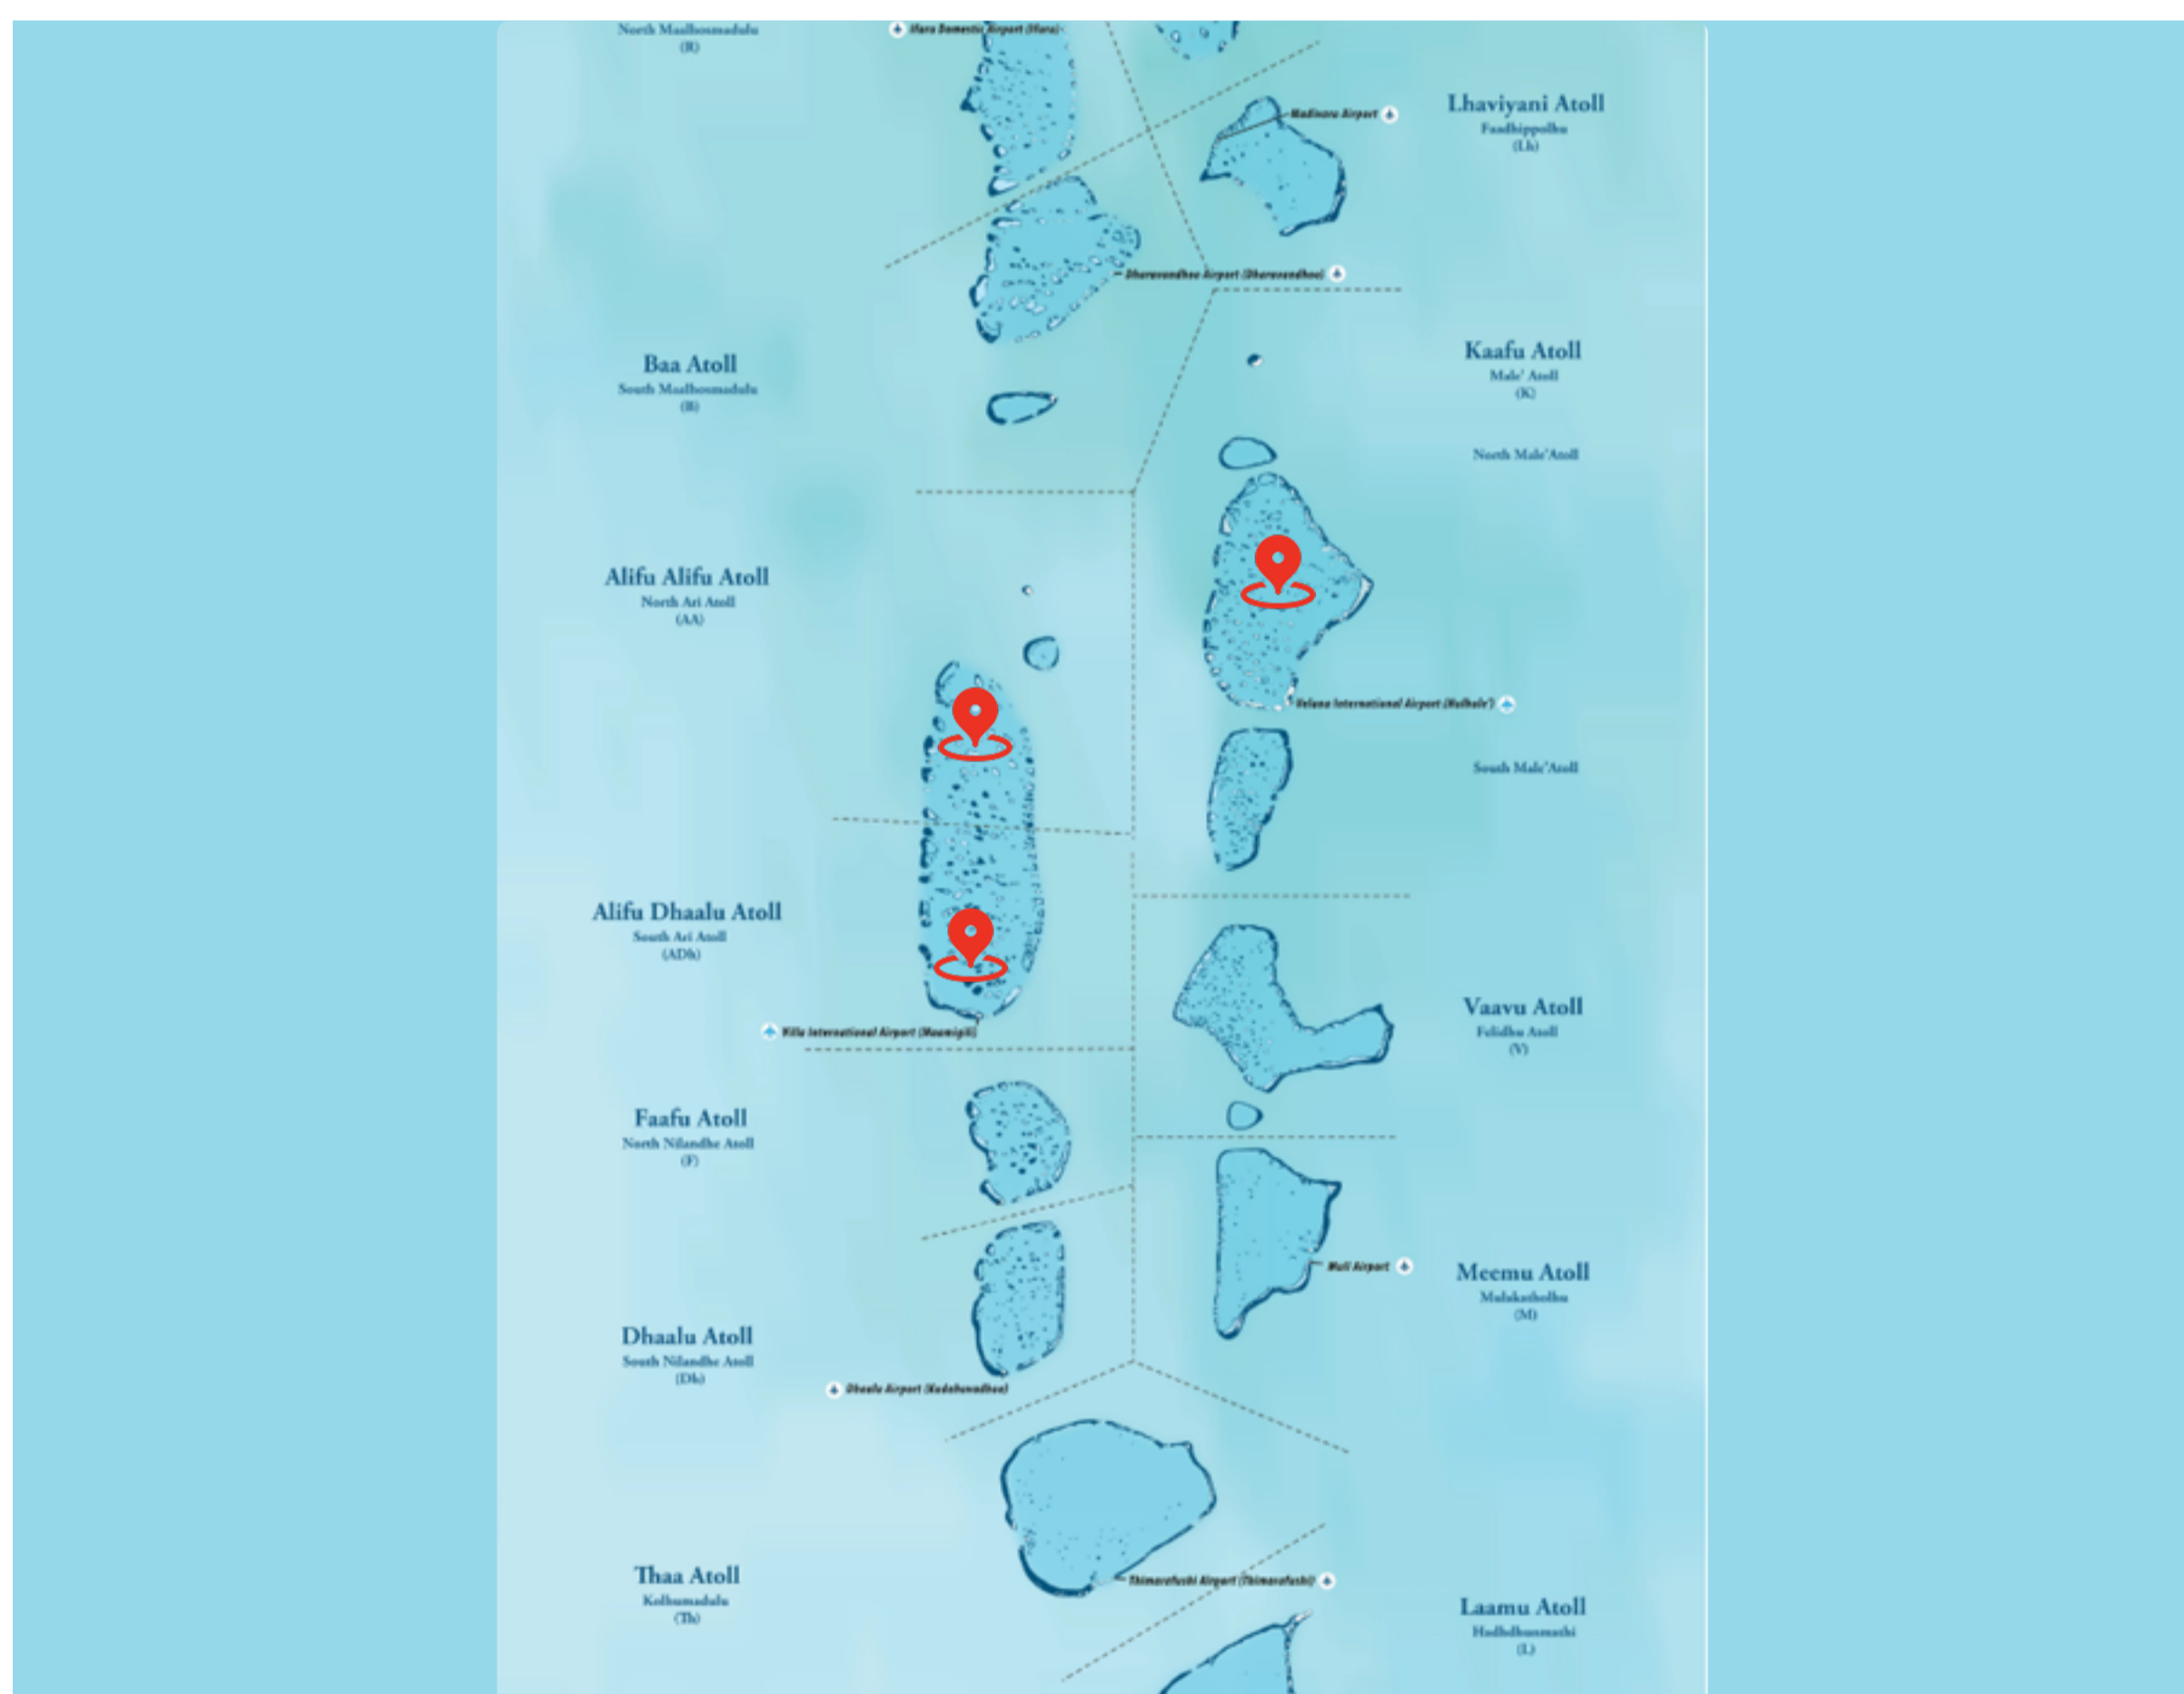 North Maalhosmadulu
(R)
Ifuru Domestic Airport (Ifuru)
Madivaru Airport
Lhaviyani Atoll
Faadhippolhu
(Lh)
Dharavandhoo Airport (Dharavandhoo)
Baa Atoll
South Maalhosmadulu
(B)
Kaafu Atoll
Male' Atoll
(K)
North Male'Atoll
Alifu Alifu Atoll
North Ari Atoll
(AA)
Velana International Airport (Hulhule')
South Male'Atoll
Alifu Dhaalu Atoll
South Ari Atoll
(ADh)
Villa International Airport (Maamigili)
Vaavu Atoll
Felidhu Atoll
(V)
Faafu Atoll
North Nilandhe Atoll
(F)
Muli Airport
Meemu Atoll
Mulakatholhu
(M)
Dhaalu Atoll
South Nilandhe Atoll
(Dh)
Dhaalu Airport (Kudahuvadhoo)
Thaa Atoll
Kolhumadulu
(Th)
Thimarafushi Airport (Thimarafushi)
Laamu Atoll
Hadhdhunmathi
(L)